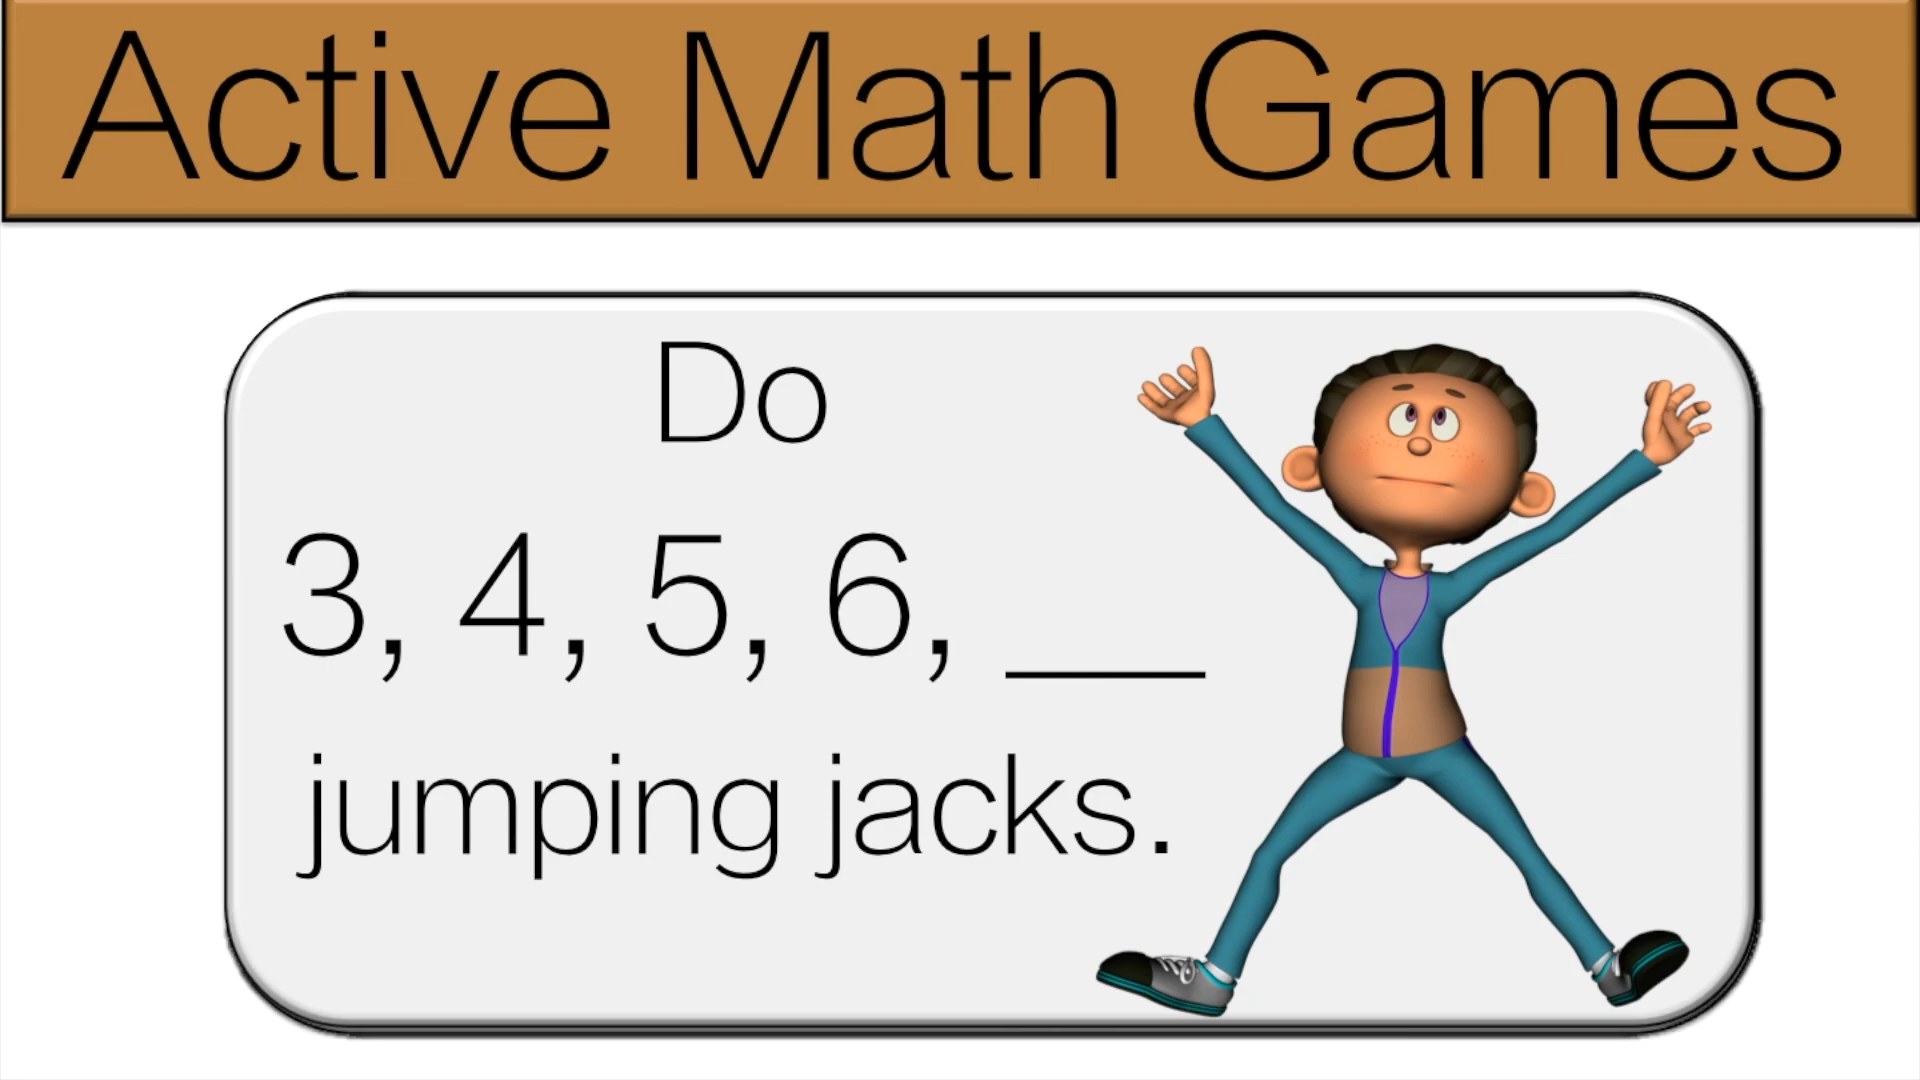 Active Math Games
Do
3, 4, 5, 6, ___
jumping jacks.